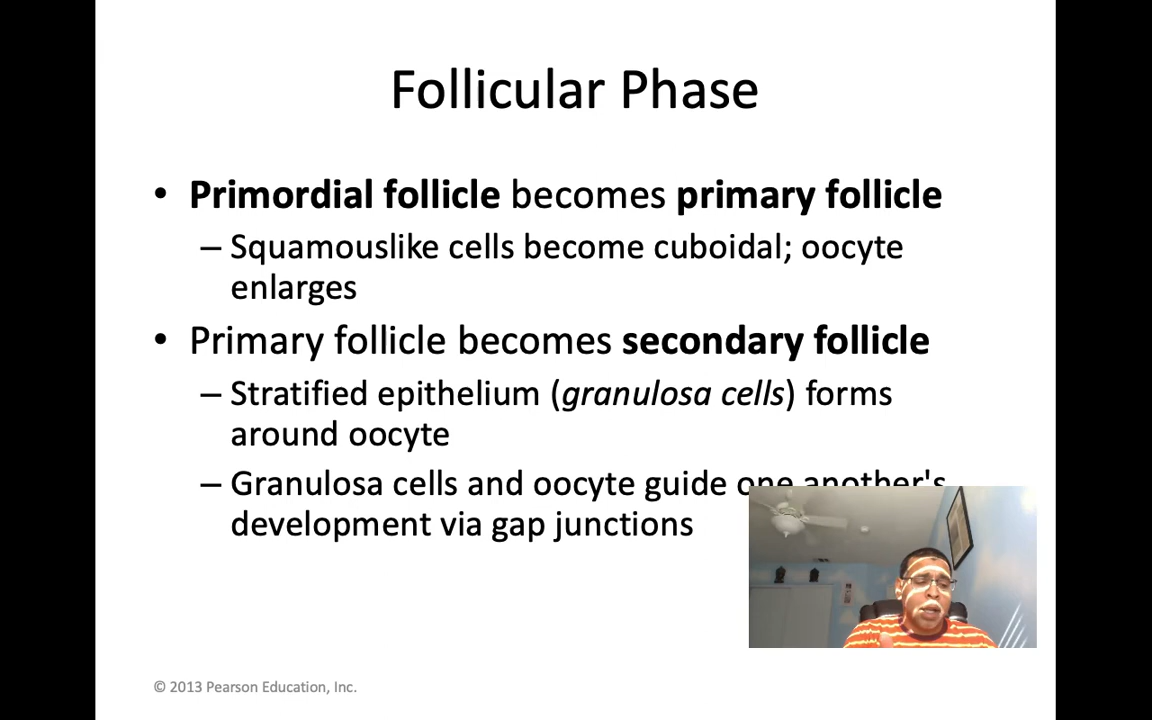 Follicular Phase
• Primordial follicle becomes primary follicle
– Squamouslike cells become cuboidal; oocyte
enlarges
• Primary follicle becomes secondary follicle
– Stratified epithelium (granulosa cells) forms
around oocyte
– Granulosa cells and oocyte guide one another's
development via gap junctions
© 2013 Pearson Education, Inc.